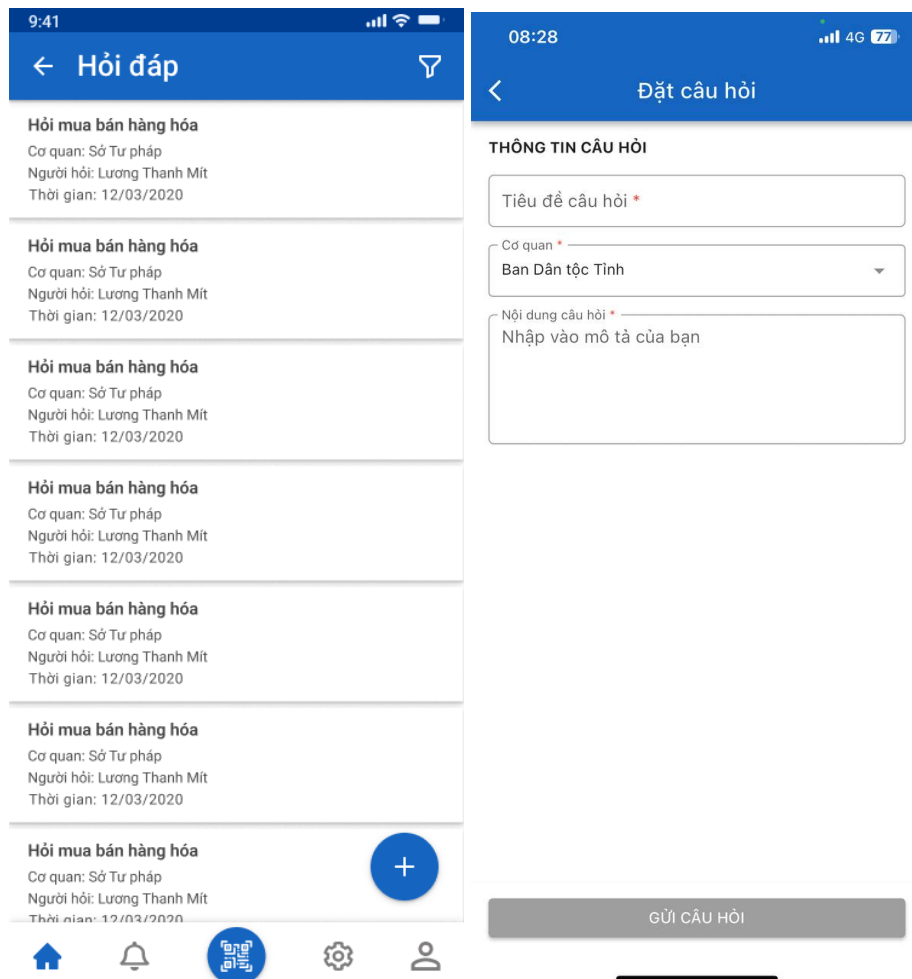 9:41
Hỏi đáp
Hỏi mua bán hàng hóa
Cơ quan: Sở Tư pháp
Người hỏi: Lương Thanh Mít
Thời gian: 12/03/2020
Hỏi mua bán hàng hóa
Cơ quan: Sở Tư pháp
Người hỏi: Lương Thanh Mít
Thời gian: 12/03/2020
Hỏi mua bán hàng hóa
Cơ quan: Sở Tư pháp
Người hỏi: Lương Thanh Mít
Thời gian: 12/03/2020
Hỏi mua bán hàng hóa
Cơ quan: Sở Tư pháp
Người hỏi: Lương Thanh Mít
Thời gian: 12/03/2020
Hỏi mua bán hàng hóa
Cơ quan: Sở Tư pháp
Người hỏi: Lương Thanh Mít
Thời gian: 12/03/2020
Hỏi mua bán hàng hóa
Cơ quan: Sở Tư pháp
Người hỏi: Lương Thanh Mít
Thời gian: 12/03/2020
Hỏi mua bán hàng hóa
Cơ quan: Sở Tư pháp
Người hỏi: Lương Thanh Mít
Thời gian: 12/03/2020
08:28 4G 77
Đặt câu hỏi
THÔNG TIN CÂU HỎI
Tiêu đề câu hỏi *
Cơ quan *
Ban Dân tộc Tỉnh
Nội dung câu hỏi *
Nhập vào mô tả của bạn
GỬI CÂU HỎI